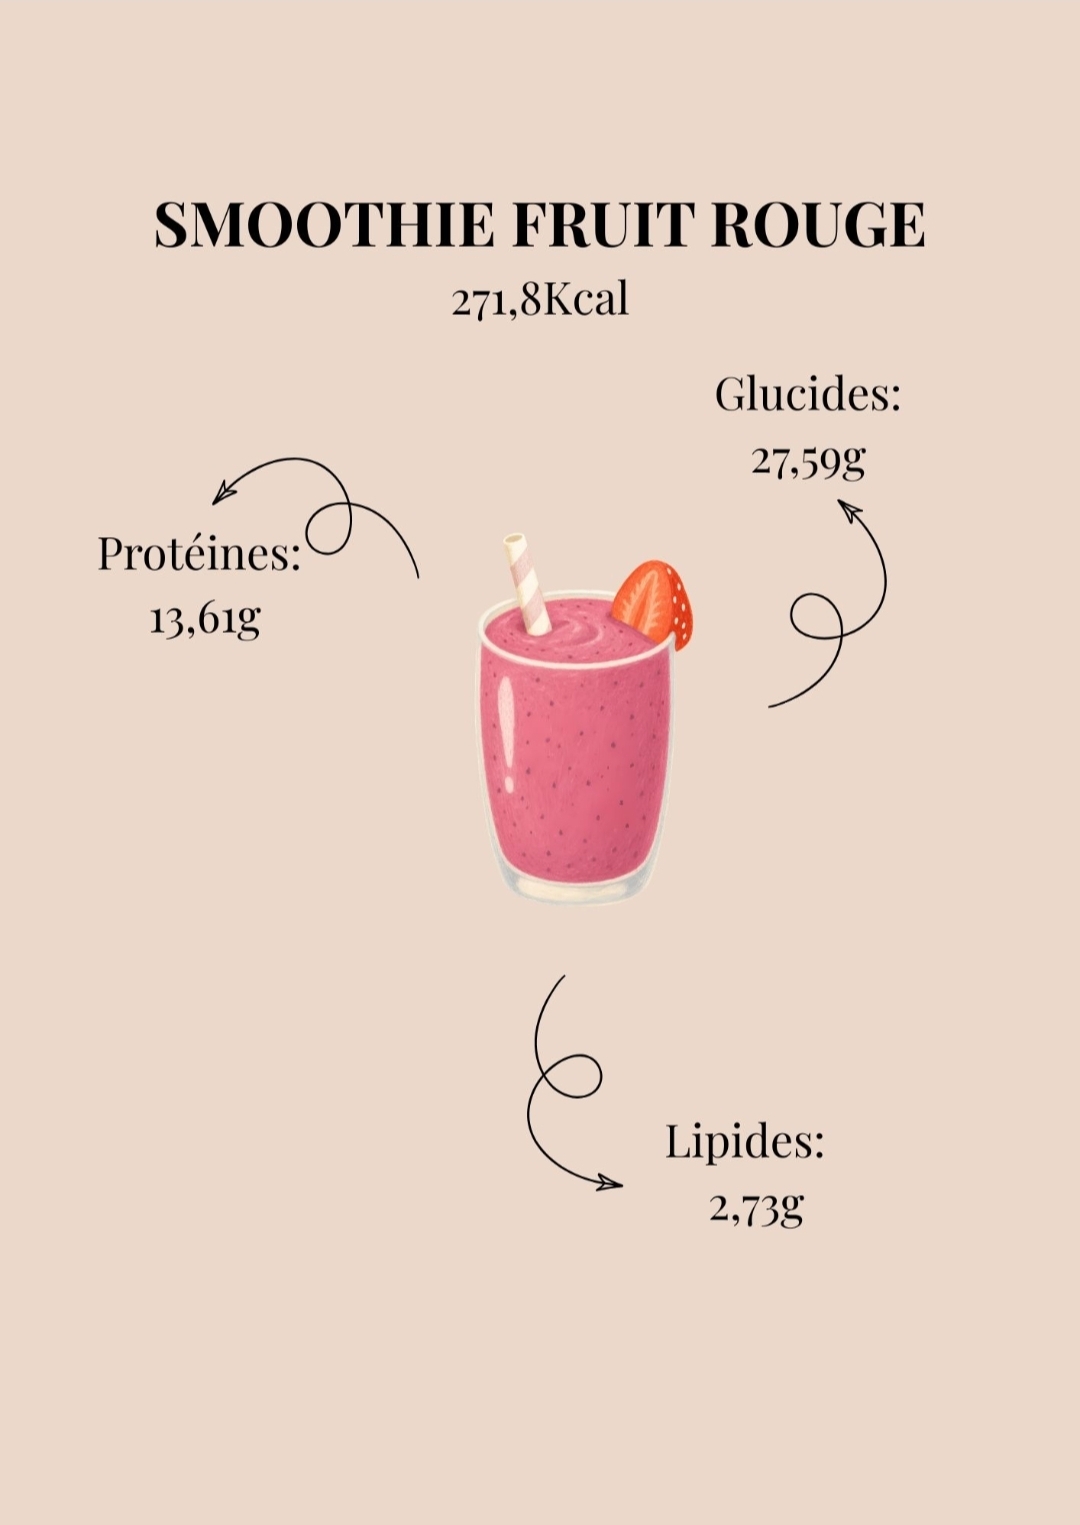 SMOOTHIE FRUIT ROUGE
271,8Kcal
Glucides:
27,59g
Protéines:
13,61g
Lipides:
2,73g